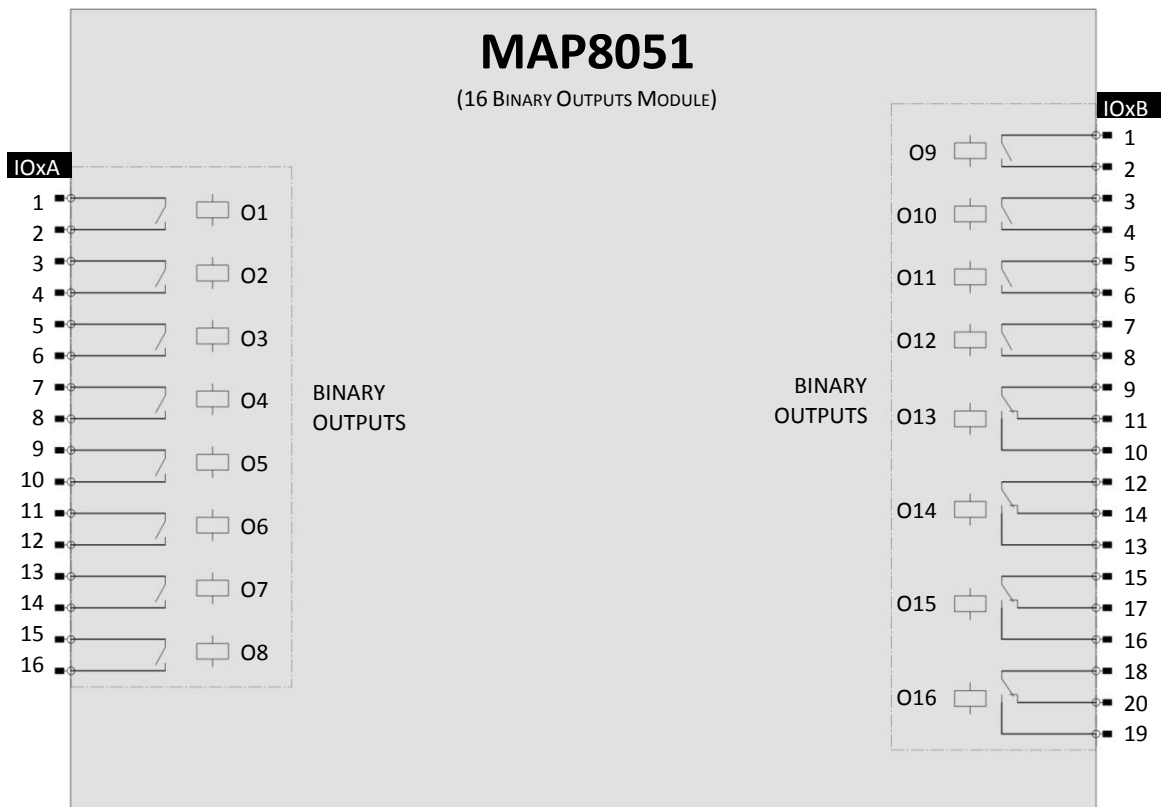 MAP8051
(16 BINARY OUTPUTS MODULE)
IOxA
1
2
O1
3
4
O2
5
6
O3
7
8
O4
9
10
O5
11
12
O6
13
14
O7
15
16
O8
BINARY
OUTPUTS
IOxB
O9
1
2
O10
3
4
O11
5
6
O12
7
8
BINARY
OUTPUTS
O13
9
11
10
O14
12
14
13
O15
15
17
16
O16
18
20
19